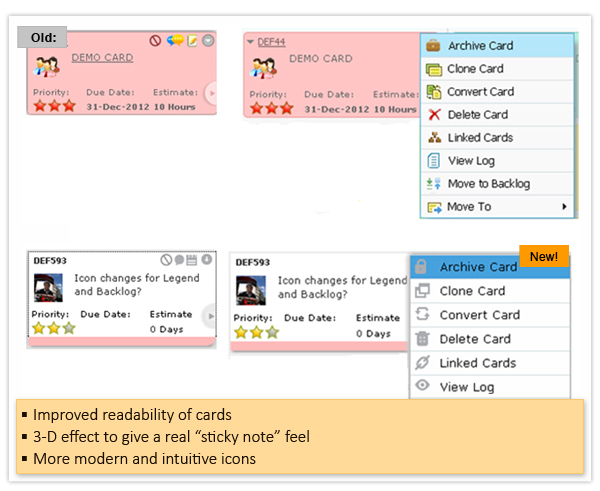 Old:
DEMO CARD
Priority: Due Date: Estimate:
31-Dec-2012 10 Hours
DEF44
DEMO CARD
Priority: Due Date: Estimate:
31-Dec-2012 10 Hours
Archive Card
Clone Card
Convert Card
Delete Card
Linked Cards
View Log
Move to Backlog
Move To
DEF593
Icon changes for Legend
and Backlog?
Priority: Due Date: Estimate
0 Days
DEF593
Icon changes for Legend
and Backlog?
Priority: Due Date: Estimate
0 Days
New!
Archive Card
Clone Card
Convert Card
Delete Card
Linked Cards
View Log
▪ Improved readability of cards
▪ 3-D effect to give a real “sticky note” feel
▪ More modern and intuitive icons